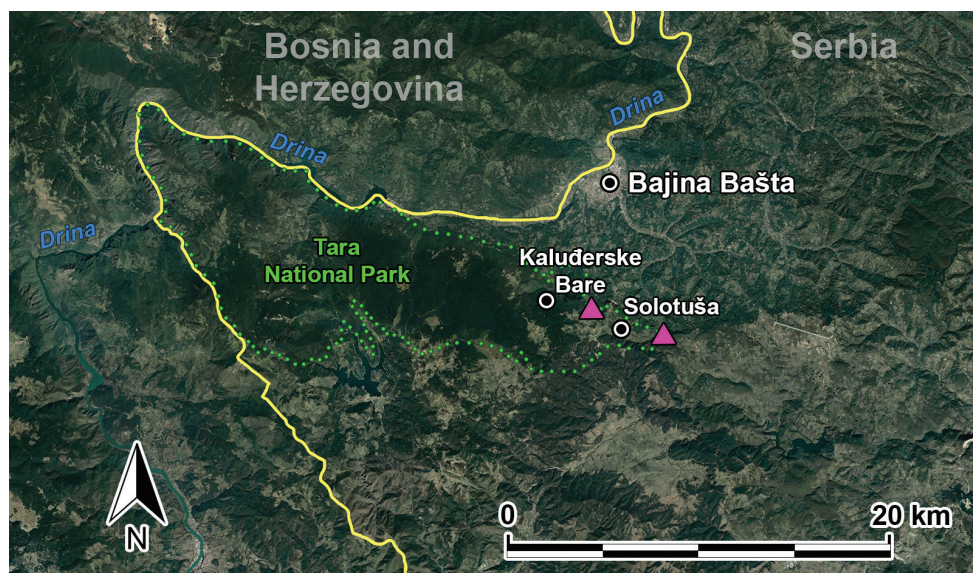 Bosnia and
Herzegovina
Serbia
Drina
Drina
Bajina Bašta
Drina
Tara
National Park
Kaluđerske
Bare
Solotuša
N
0
20 km